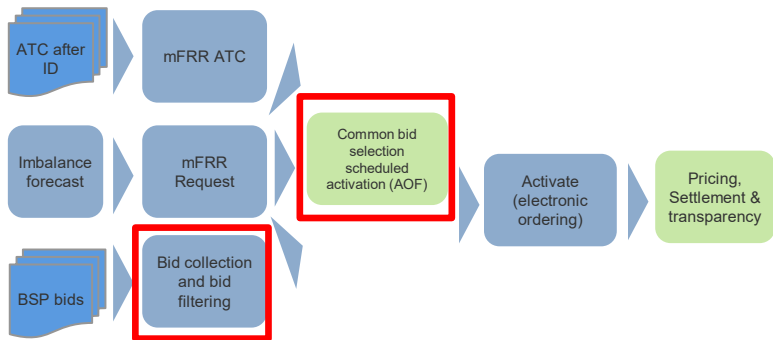 ATC after
ID
mFRR ATC
Imbalance
forecast
mFRR
Request
Common bid
selection
scheduled
activation (AOF)
Activate
(electronic
ordering)
Pricing,
Settlement &
transparency
BSP bids
Bid collection
and bid
filtering